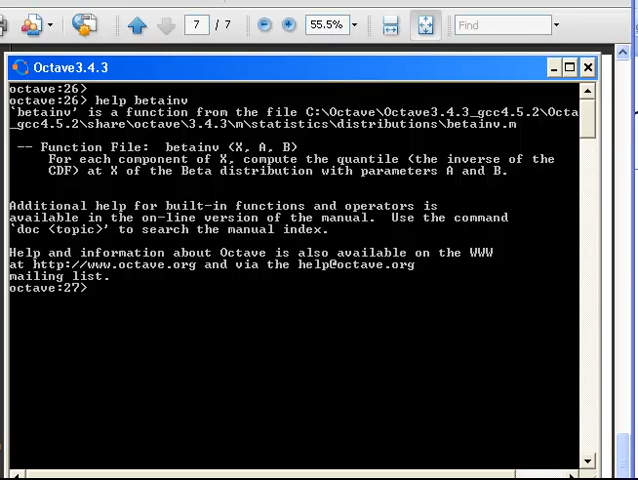 7 / 7
55.5%
Find
Octave3.4.3
octave:26>
octave:26> help betainv
`betainv' is a function from the file C:\Octave\Octave3.4.3_gcc4.5.2\Octa
_gcc4.5.2\share\octave\3.4.3\m\statistics\distributions\betainv.m
-- Function File:  betainv (X, A, B)
For each component of X, compute the quantile (the inverse of the
CDF) at X of the Beta distribution with parameters A and B.
Additional help for built-in functions and operators is
available in the on-line version of the manual.  Use the command
`doc <topic>' to search the manual index.
Help and information about Octave is also available on the WWW
at http://www.octave.org and via the help@octave.org
mailing list.
octave:27>